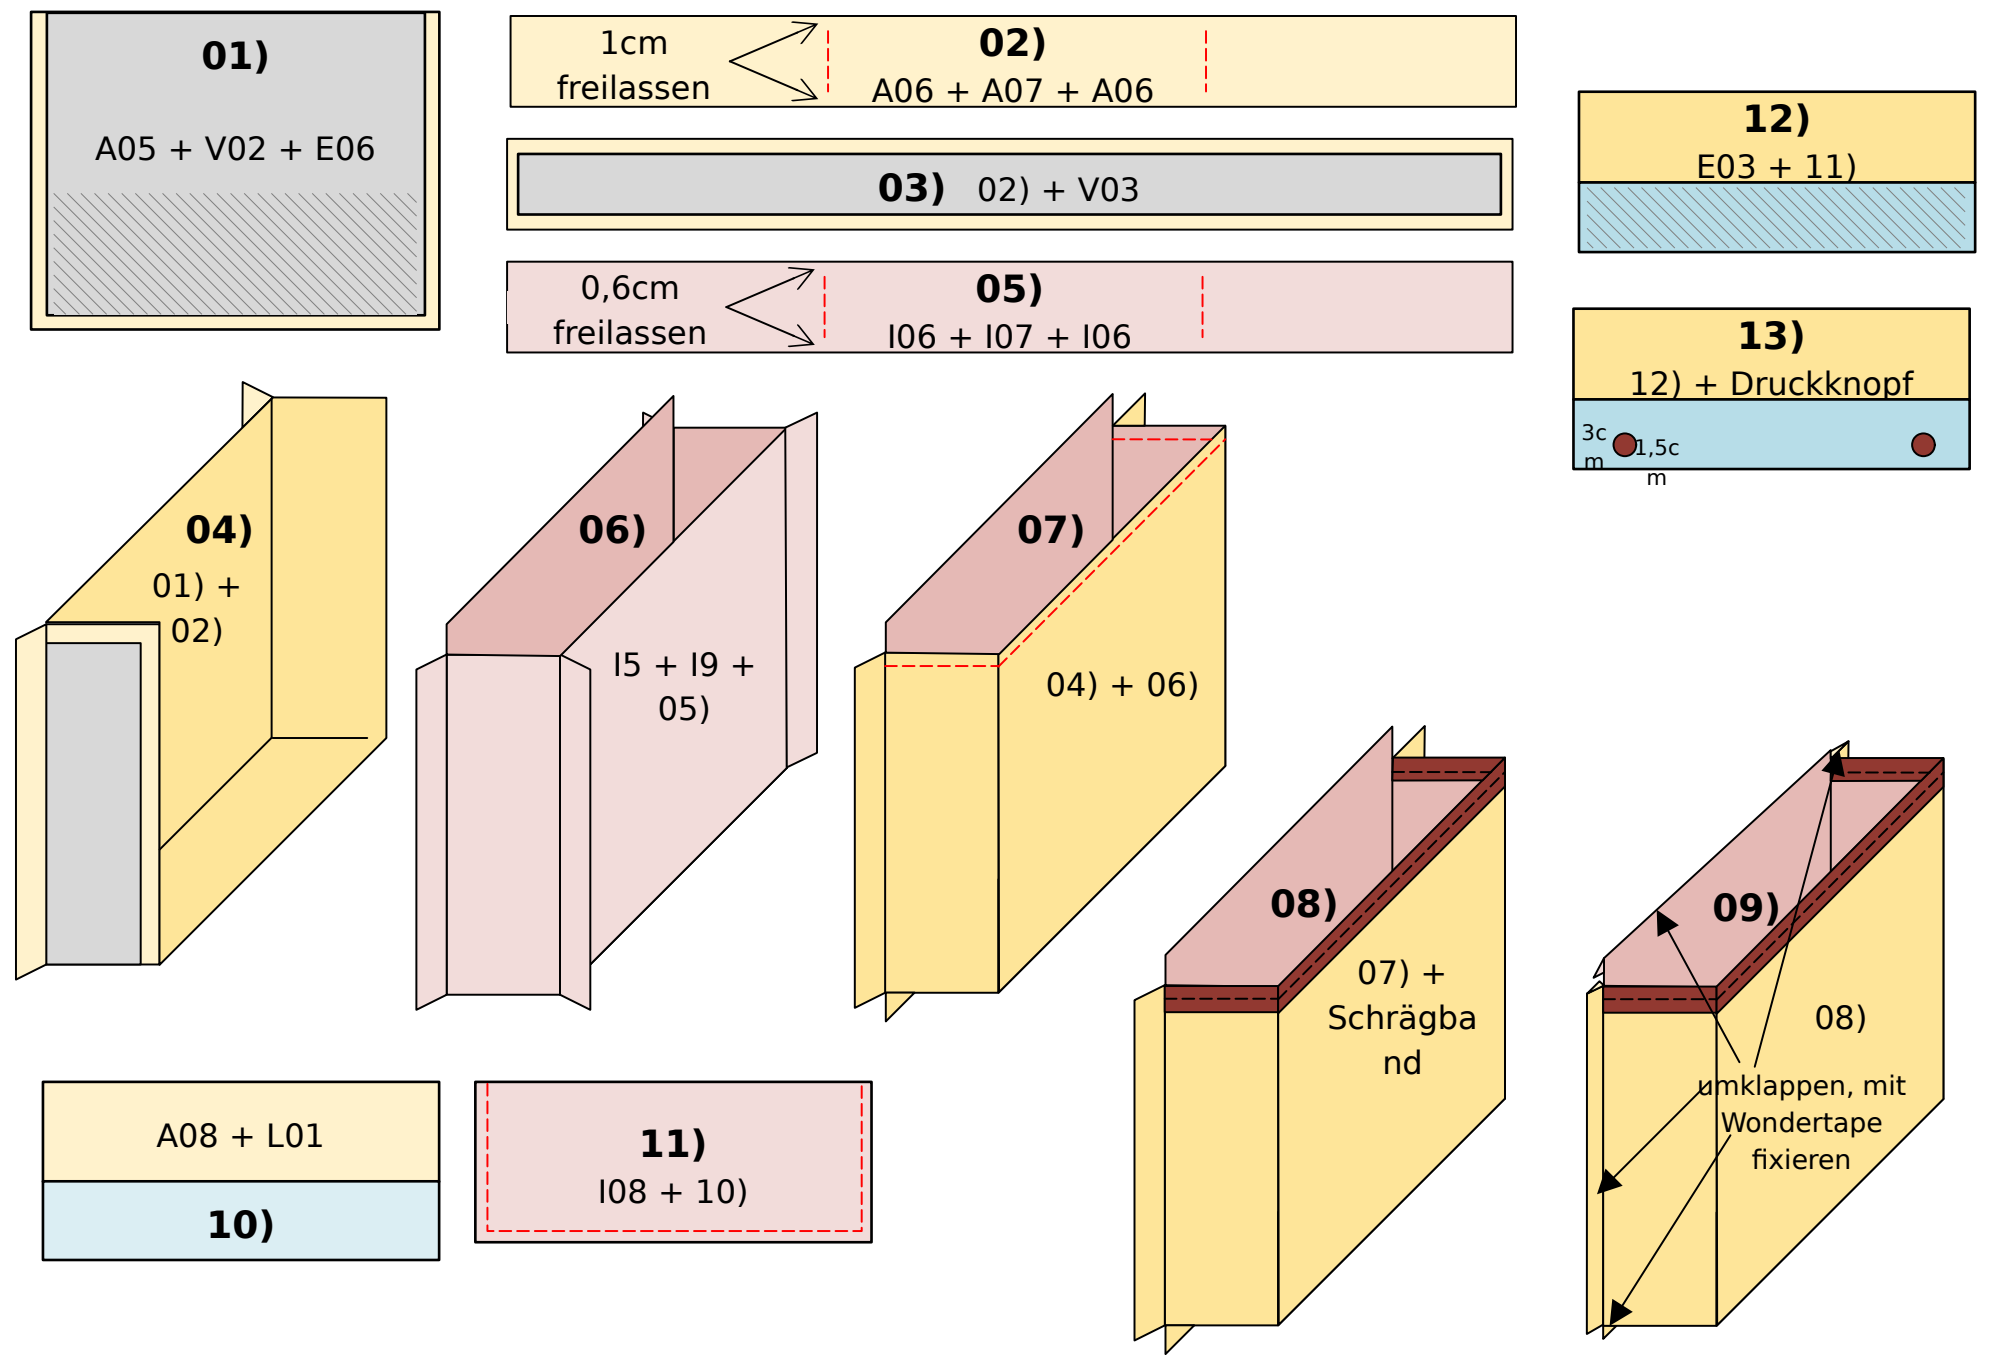 01)
A05 + V02 + E06
1cm
freilassen
02)
A06 + A07 + A06
03) 02) + V03
0,6cm
freilassen
05)
I06 + I07 + I06
12)
E03 + 11)
13)
12) + Druckknopf
3c
m
1,5c
m
04)
01) +
02)
06)
I5 + I9 +
05)
07)
04) + 06)
08)
07) +
Schrägba
nd
09)
08)
umklappen, mit
Wondertape
fixieren
A08 + L01
10)
11)
I08 + 10)